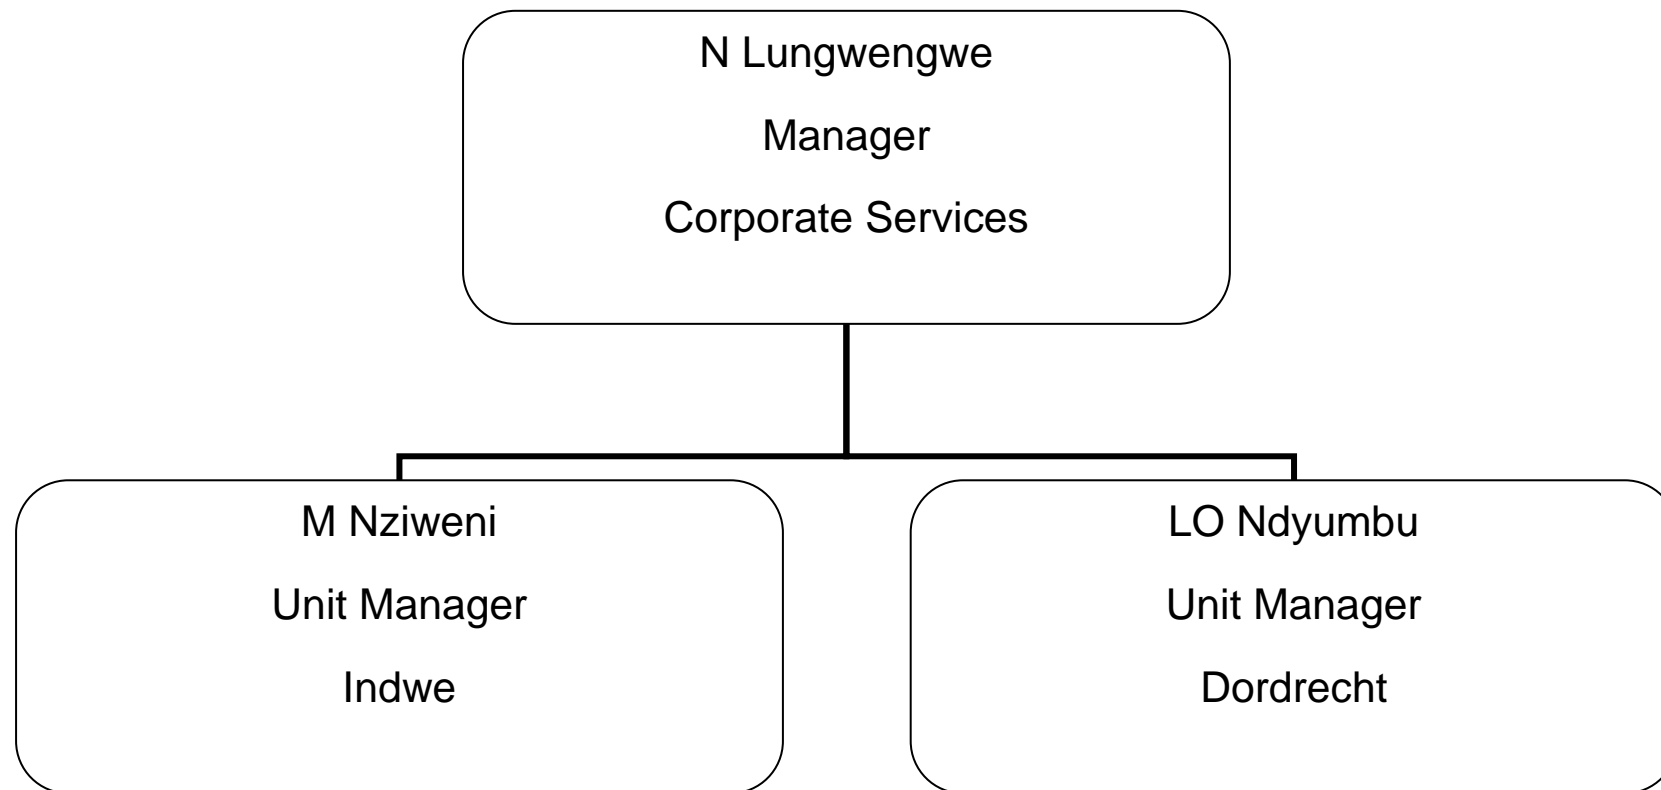 N Lungwengwe
Manager
Corporate Services
M Nziweni
Unit Manager
Indwe
LO Ndyumbu
Unit Manager
Dordrecht